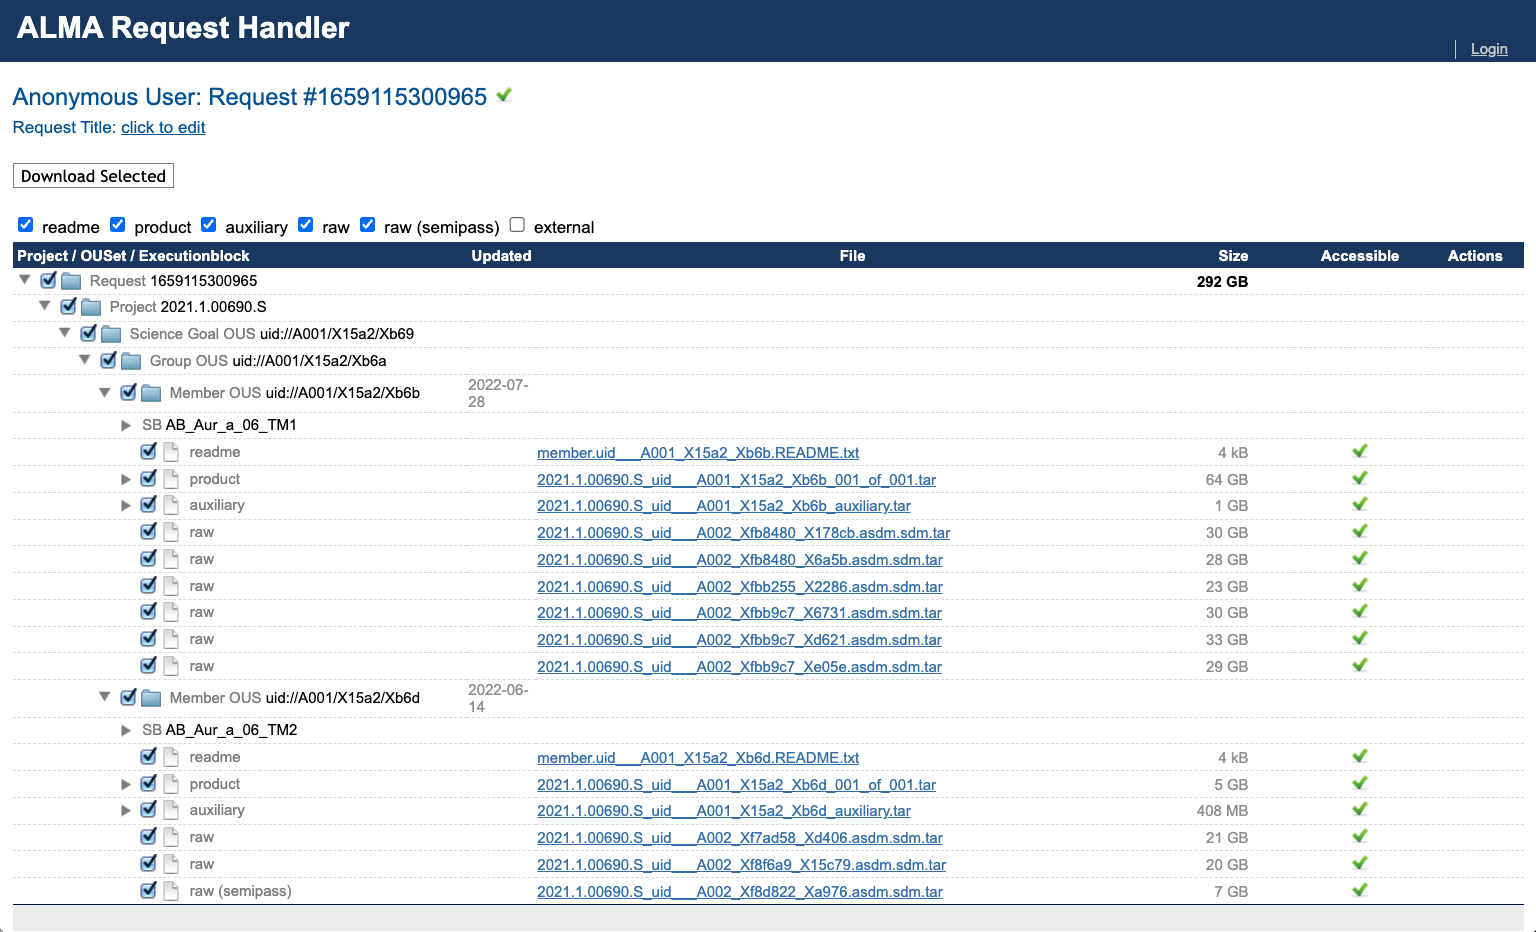 ALMA Request Handler
Login
Anonymous User: Request #1659115300965
Request Title: click to edit
Download Selected
readme product auxiliary raw raw (semipass) external
Project / OUSet / Executionblock Updated File Size Accessible Actions
Request 1659115300965 292 GB
Project 2021.1.00690.S
Science Goal OUS uid://A001/X15a2/Xb69
Group OUS uid://A001/X15a2/Xb6a
Member OUS uid://A001/X15a2/Xb6b 2022-07-
28
SB AB_Aur_a_06_TM1
readme member.uid___A001_X15a2_Xb6b.README.txt 4 kB
product 2021.1.00690.S_uid___A001_X15a2_Xb6b_001_of_001.tar 64 GB
auxiliary 2021.1.00690.S_uid___A001_X15a2_Xb6b_auxiliary.tar 1 GB
raw 2021.1.00690.S_uid___A002_Xfb8480_X178cb.asdm.sdm.tar 30 GB
raw 2021.1.00690.S_uid___A002_Xfb8480_X6a5b.asdm.sdm.tar 28 GB
raw 2021.1.00690.S_uid___A002_Xfbb255_X2286.asdm.sdm.tar 23 GB
raw 2021.1.00690.S_uid___A002_Xfbb9c7_X6731.asdm.sdm.tar 30 GB
raw 2021.1.00690.S_uid___A002_Xfbb9c7_Xd621.asdm.sdm.tar 33 GB
raw 2021.1.00690.S_uid___A002_Xfbb9c7_Xe05e.asdm.sdm.tar 29 GB
Member OUS uid://A001/X15a2/Xb6d 2022-06-
14
SB AB_Aur_a_06_TM2
readme member.uid___A001_X15a2_Xb6d.README.txt 4 kB
product 2021.1.00690.S_uid___A001_X15a2_Xb6d_001_of_001.tar 5 GB
auxiliary 2021.1.00690.S_uid___A001_X15a2_Xb6d_auxiliary.tar 408 MB
raw 2021.1.00690.S_uid___A002_Xf7ad58_Xd406.asdm.sdm.tar 21 GB
raw 2021.1.00690.S_uid___A002_Xf8f6a9_X15c79.asdm.sdm.tar 20 GB
raw (semipass) 2021.1.00690.S_uid___A002_Xf8d822_Xa976.asdm.sdm.tar 7 GB